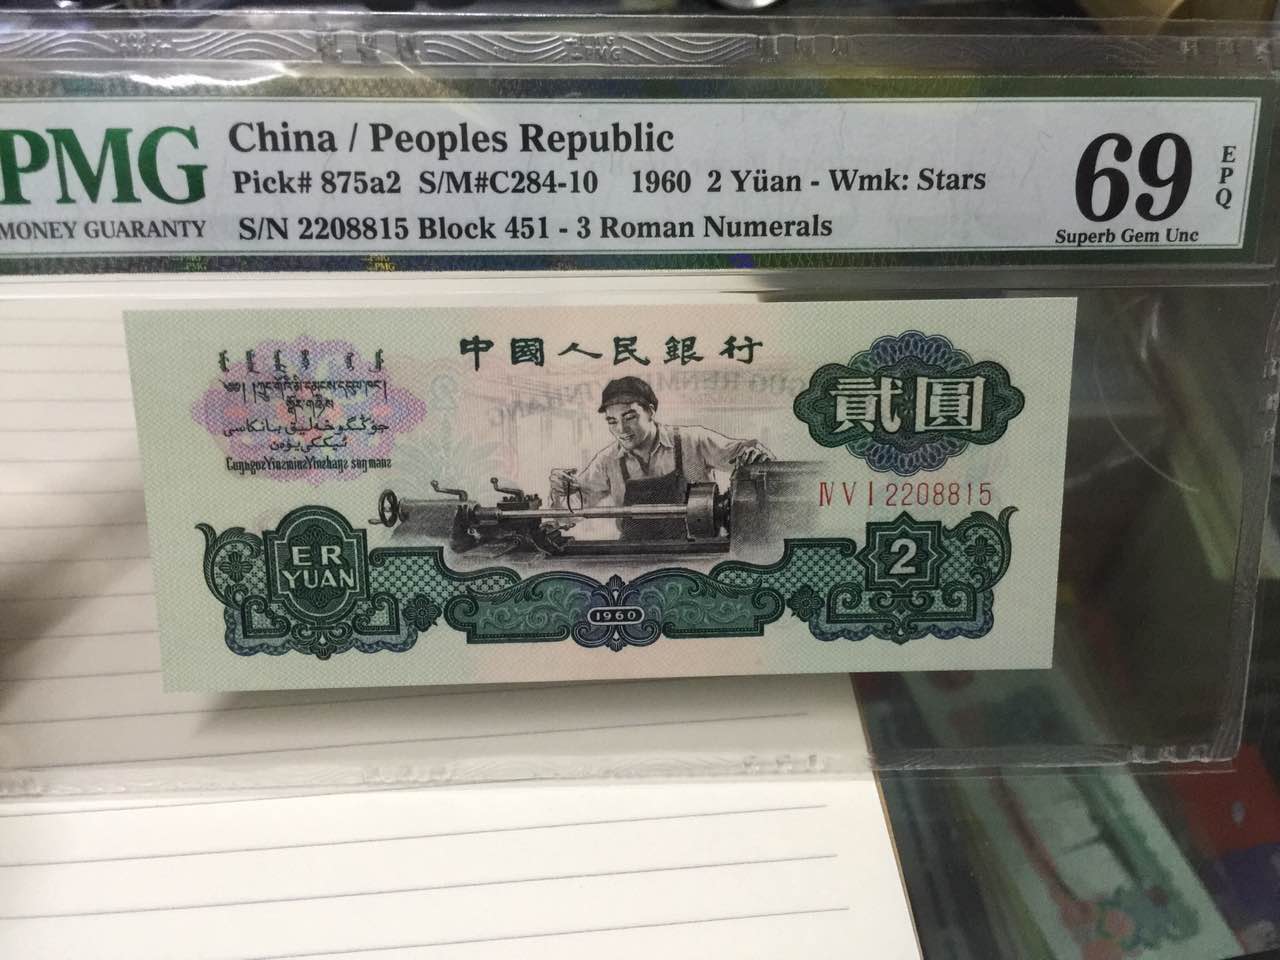 PMG
MONEY GUARANTY
China / Peoples Republic
Pick# 875a2 S/M#C284-10 1960 2 Yüan - Wmk: Stars
S/N 2208815 Block 451 - 3 Roman Numerals
69
EPQ
Superb Gem Unc
中國人民銀行
貳圓
IV V I 2208815
ER
YUAN
1960
2